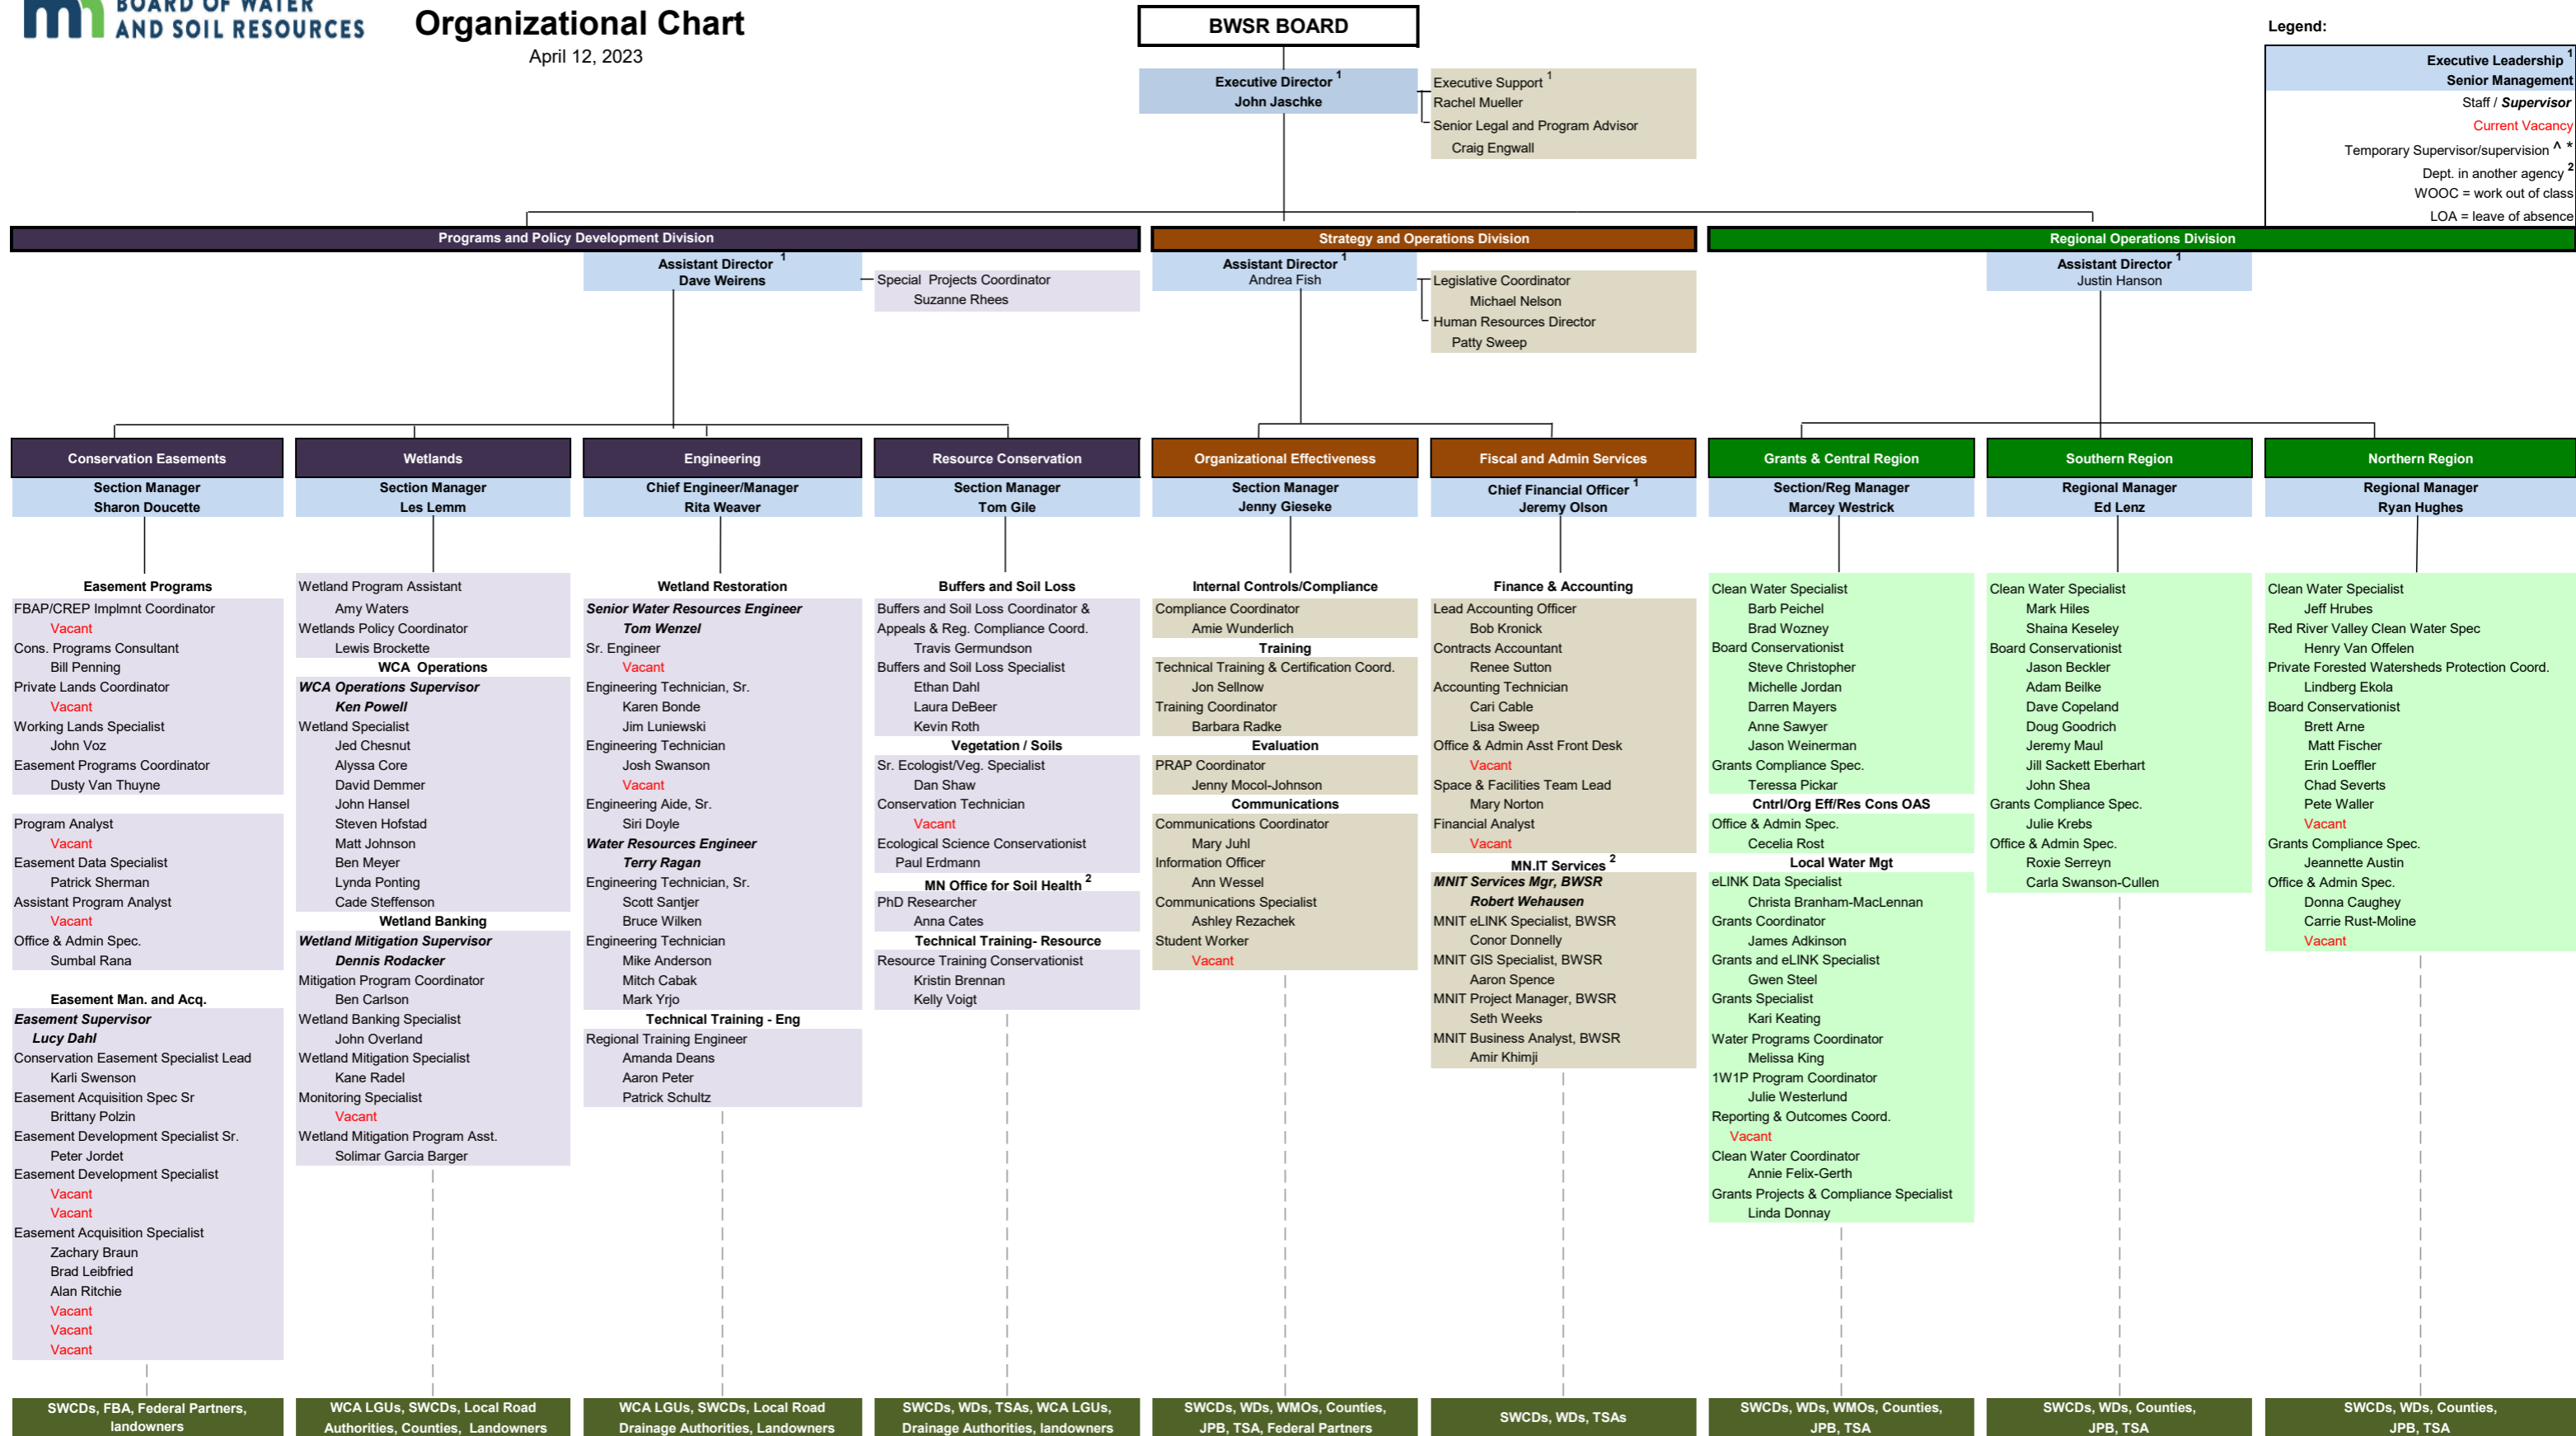 BOARD OF WATER
AND SOIL RESOURCES
Organizational Chart
April 12, 2023
BWSR BOARD
Executive Director 1
John Jaschke
Executive Support 1
Rachel Mueller
Senior Legal and Program Advisor
Craig Engwall
Legend:
Executive Leadership 1
Senior Management
Staff / Supervisor
Current Vacancy
Temporary Supervisor/supervision ^ *
Dept. in another agency 2
WOOC = work out of class
LOA = leave of absence
Programs and Policy Development Division
Assistant Director 1
Dave Weirens
Special Projects Coordinator
Suzanne Rhees
Strategy and Operations Division
Assistant Director 1
Andrea Fish
Legislative Coordinator
Michael Nelson
Human Resources Director
Patty Sweep
Regional Operations Division
Assistant Director 1
Justin Hanson
Conservation Easements
Section Manager
Sharon Doucette
Easement Programs
FBAP/CREP Implmnt Coordinator
Vacant
Cons. Programs Consultant
Bill Penning
Private Lands Coordinator
Vacant
Working Lands Specialist
John Voz
Easement Programs Coordinator
Dusty Van Thuyne
Program Analyst
Vacant
Easement Data Specialist
Patrick Sherman
Assistant Program Analyst
Vacant
Office & Admin Spec.
Sumbal Rana
Easement Man. and Acq.
Easement Supervisor
Lucy Dahl
Conservation Easement Specialist Lead
Karli Swenson
Easement Acquisition Spec Sr
Brittany Polzin
Easement Development Specialist Sr.
Peter Jordet
Easement Development Specialist
Vacant
Vacant
Easement Acquisition Specialist
Zachary Braun
Brad Leibfried
Alan Ritchie
Vacant
Vacant
Vacant
SWCDs, FBA, Federal Partners,
landowners
Wetlands
Section Manager
Les Lemm
Wetland Program Assistant
Amy Waters
Wetlands Policy Coordinator
Lewis Brockette
WCA Operations
WCA Operations Supervisor
Ken Powell
Wetland Specialist
Jed Chesnut
Alyssa Core
David Demmer
John Hansel
Steven Hofstad
Matt Johnson
Ben Meyer
Lynda Ponting
Cade Steffenson
Wetland Banking
Wetland Mitigation Supervisor
Dennis Rodacker
Mitigation Program Coordinator
Ben Carlson
Wetland Banking Specialist
John Overland
Wetland Mitigation Specialist
Kane Radel
Monitoring Specialist
Vacant
Wetland Mitigation Program Asst.
Solimar Garcia Barger
WCA LGUs, SWCDs, Local Road
Authorities, Counties, Landowners
Engineering
Chief Engineer/Manager
Rita Weaver
Wetland Restoration
Senior Water Resources Engineer
Tom Wenzel
Sr. Engineer
Vacant
Engineering Technician, Sr.
Karen Bonde
Jim Luniewski
Engineering Technician
Josh Swanson
Vacant
Engineering Aide, Sr.
Siri Doyle
Water Resources Engineer
Terry Ragan
Engineering Technician, Sr.
Scott Santjer
Bruce Wilken
Engineering Technician
Mike Anderson
Mitch Cabak
Mark Yrjo
Technical Training - Eng
Regional Training Engineer
Amanda Deans
Aaron Peter
Patrick Schultz
WCA LGUs, SWCDs, Local Road
Drainage Authorities, Landowners
Resource Conservation
Section Manager
Tom Gile
Buffers and Soil Loss
Buffers and Soil Loss Coordinator &
Appeals & Reg. Compliance Coord.
Travis Germundson
Buffers and Soil Loss Specialist
Ethan Dahl
Laura DeBeer
Kevin Roth
Vegetation / Soils
Sr. Ecologist/Veg. Specialist
Dan Shaw
Conservation Technician
Vacant
Ecological Science Conservationist
Paul Erdmann
MN Office for Soil Health 2
PhD Researcher
Anna Cates
Technical Training- Resource
Resource Training Conservationist
Kristin Brennan
Kelly Voigt
SWCDs, WDs, TSAs, WCA LGUs,
Drainage Authorities, landowners
Organizational Effectiveness
Section Manager
Jenny Gieseke
Internal Controls/Compliance
Compliance Coordinator
Amie Wunderlich
Training
Technical Training & Certification Coord.
Jon Sellnow
Training Coordinator
Barbara Radke
Evaluation
PRAP Coordinator
Jenny Mocol-Johnson
Communications
Communications Coordinator
Mary Juhl
Information Officer
Ann Wessel
Communications Specialist
Ashley Rezachek
Student Worker
Vacant
SWCDs, WDs, WMOs, Counties,
JPB, TSA, Federal Partners
Fiscal and Admin Services
Chief Financial Officer 1
Jeremy Olson
Finance & Accounting
Lead Accounting Officer
Bob Kronick
Contracts Accountant
Renee Sutton
Accounting Technician
Cari Cable
Lisa Sweep
Office & Admin Asst Front Desk
Vacant
Space & Facilities Team Lead
Mary Norton
Financial Analyst
Vacant
MN.IT Services 2
MNIT Services Mgr, BWSR
Robert Wehausen
MNIT eLINK Specialist, BWSR
Conor Donnelly
MNIT GIS Specialist, BWSR
Aaron Spence
MNIT Project Manager, BWSR
Seth Weeks
MNIT Business Analyst, BWSR
Amir Khimji
SWCDs, WDs, TSAs
Grants & Central Region
Section/Reg Manager
Marcey Westrick
Clean Water Specialist
Barb Peichel
Brad Wozney
Board Conservationist
Steve Christopher
Michelle Jordan
Darren Mayers
Anne Sawyer
Jason Weinerman
Grants Compliance Spec.
Teressa Pickar
Cntrl/Org Eff/Res Cons OAS
Office & Admin Spec.
Cecelia Rost
Local Water Mgt
eLINK Data Specialist
Christa Branham-MacLennan
Grants Coordinator
James Adkinson
Grants and eLINK Specialist
Gwen Steel
Grants Specialist
Kari Keating
Water Programs Coordinator
Melissa King
1W1P Program Coordinator
Julie Westerlund
Reporting & Outcomes Coord.
Vacant
Clean Water Coordinator
Annie Felix-Gerth
Grants Projects & Compliance Specialist
Linda Donnay
SWCDs, WDs, WMOs, Counties,
JPB, TSA
Southern Region
Regional Manager
Ed Lenz
Clean Water Specialist
Mark Hiles
Shaina Keseley
Board Conservationist
Jason Beckler
Adam Beilke
Dave Copeland
Doug Goodrich
Jeremy Maul
Jill Sackett Eberhart
John Shea
Grants Compliance Spec.
Julie Krebs
Office & Admin Spec.
Roxie Serreyn
Carla Swanson-Cullen
SWCDs, WDs, Counties,
JPB, TSA
Northern Region
Regional Manager
Ryan Hughes
Clean Water Specialist
Jeff Hrubes
Red River Valley Clean Water Spec
Henry Van Offelen
Private Forested Watersheds Protection Coord.
Lindberg Ekola
Board Conservationist
Brett Arne
Matt Fischer
Erin Loeffler
Chad Severts
Pete Waller
Vacant
Grants Compliance Spec.
Jeannette Austin
Office & Admin Spec.
Donna Caughey
Carrie Rust-Moline
Vacant
SWCDs, WDs, Counties,
JPB, TSA